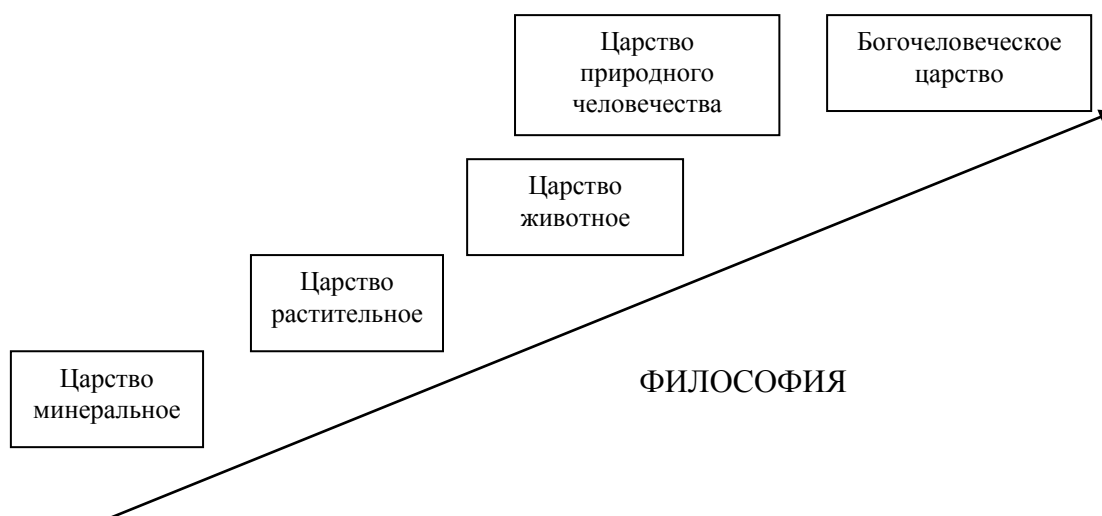 Царство
природного
человечества
Богочеловеческое
царство
Царство
животное
Царство
растительное
Царство
минеральное
ФИЛОСОФИЯ